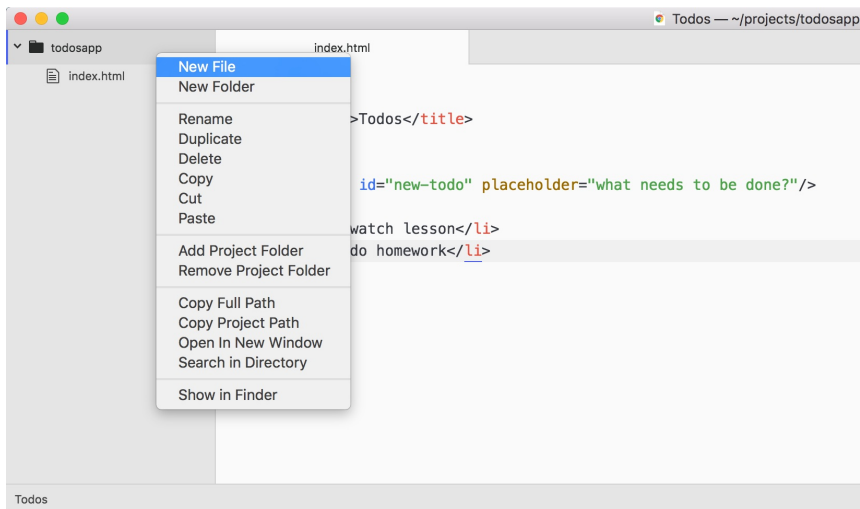 Todos — ~/projects/todosapp
todosapp
index.html
index.html
New File
New Folder
Rename
Duplicate
Delete
Copy
Cut
Paste
Add Project Folder
Remove Project Folder
Copy Full Path
Copy Project Path
Open In New Window
Search in Directory
Show in Finder
>Todos</title>
id="new-todo" placeholder="what needs to be done?"/>
watch lesson</li>
do homework</li>
Todos